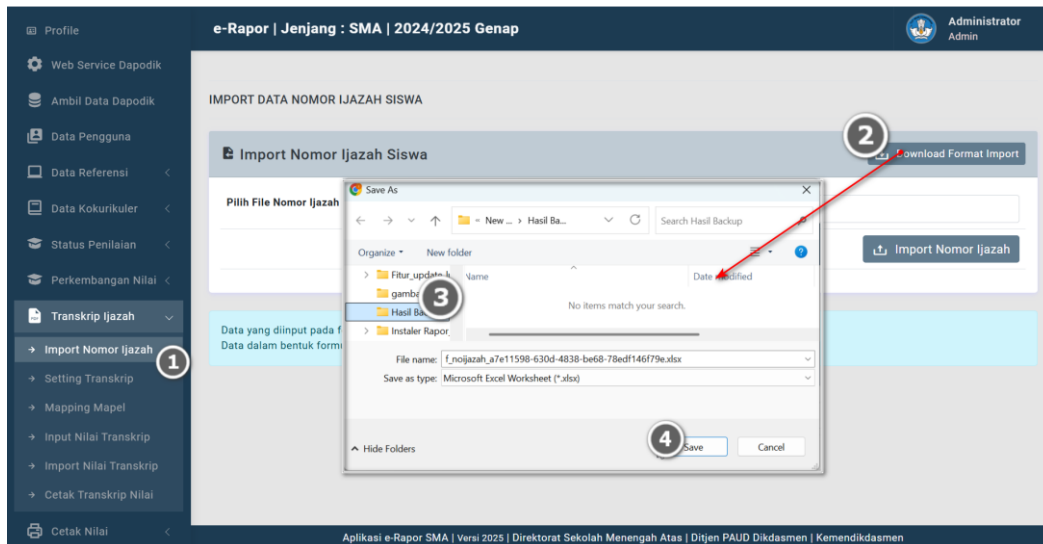 Profile
Web Service Dapodik
Ambil Data Dapodik
Data Pengguna
Data Referensi
Data Kokurikuler
Status Penilaian
Perkembangan Nilai
Transkrip Ijazah
Import Nomor Ijazah
Setting Transkrip
Mapping Mapel
Input Nilai Transkrip
Import Nilai Transkrip
Cetak Transkrip Nilai
Cetak Nilai
1
e-Rapor | Jenjang : SMA | 2024/2025 Genap
Administrator
Admin
IMPORT DATA NOMOR IJAZAH SISWA
2
Import Nomor Ijazah Siswa
Download Format Import
Pilih File Nomor Ijazah
Import Nomor Ijazah
Data yang diinput pada
Data dalam bentuk
Save As
« New ... › Hasil Ba...
Search Hasil Backup
Organize
New folder
Name
Date modified
3
No items match your search.
Instaler Rapor
File name: f_noijazah_a7e11598-630d-4838-be68-78edf146f79e.xlsx
Save as type: Microsoft Excel Worksheet (*.xlsx)
Hide Folders
4
Save
Cancel
Aplikasi e-Rapor SMA | Versi 2025 | Direktorat Sekolah Menengah Atas | Ditjen PAUD Dikdasmen | Kemendikdasmen